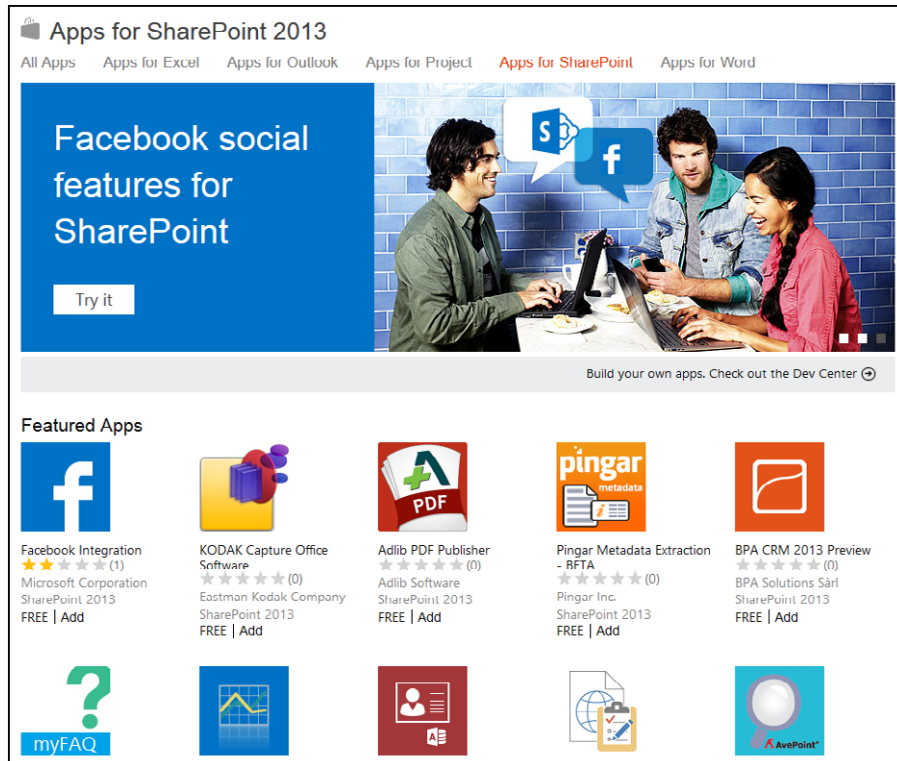 Apps for SharePoint 2013
All Apps Apps for Excel Apps for Outlook Apps for Project Apps for SharePoint Apps for Word
Facebook social
features for
SharePoint
S
f
Try it
Build your own apps. Check out the Dev Center
Featured Apps
f
PDF
pingar
metadata
i
Facebook Integration
(1)
Microsoft Corporation
SharePoint 2013
FREE | Add
KODAK Capture Office
Software
(0)
Eastman Kodak Company
SharePoint 2013
FREE | Add
Adlib PDF Publisher
(0)
Adlib Software
SharePoint 2013
FREE | Add
Pingar Metadata Extraction
- BETA
(0)
Pingar Inc.
SharePoint 2013
FREE | Add
BPA CRM 2013 Preview
(0)
BPA Solutions Sàrl
SharePoint 2013
FREE | Add
?
myFAQ
A
AvePoint